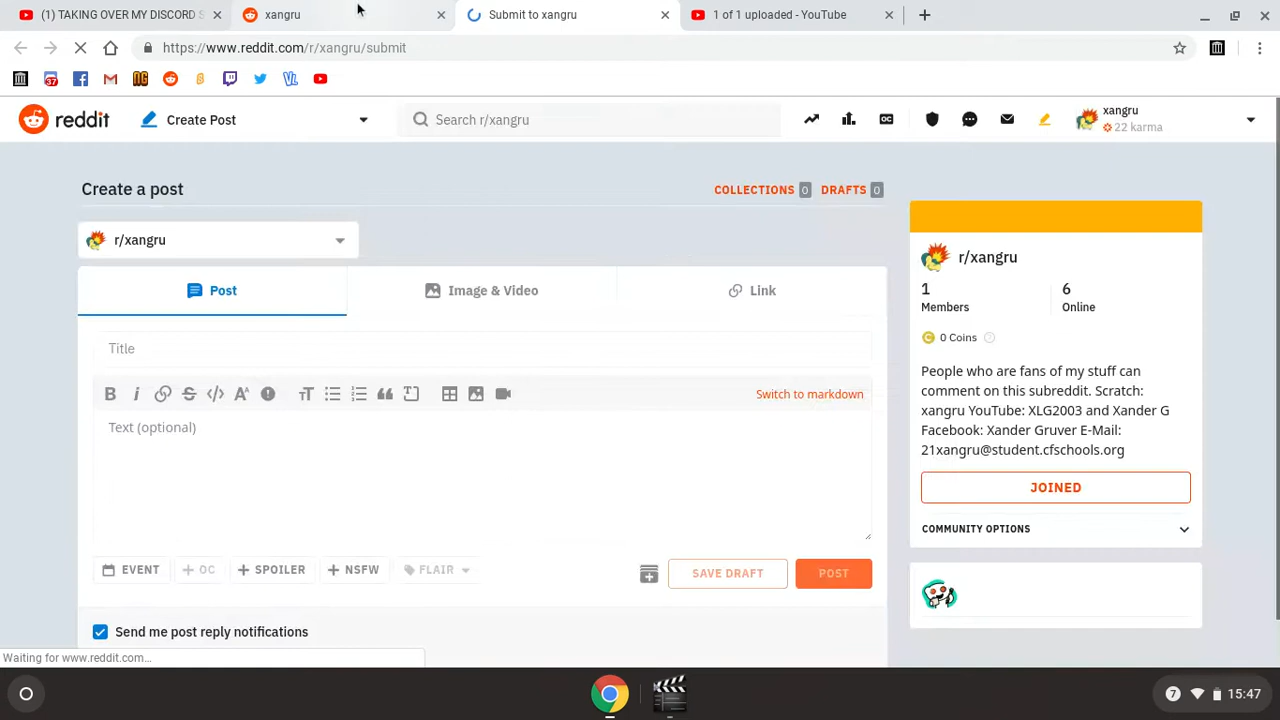 (1) TAKING OVER MY DISCORD S
xangru
Submit to xangru
1 of 1 uploaded - YouTube
https://www.reddit.com/r/xangru/submit
37
reddit
Create Post
Search r/xangru
OC
xangru
22 karma
Create a post
COLLECTIONS 0
DRAFTS 0
r/xangru
Post
Image & Video
Link
Title
Switch to markdown
Text (optional)
EVENT
OC
SPOILER
NSFW
FLAIR
SAVE DRAFT
POST
Send me post reply notifications
r/xangru
1
Members
6
Online
0 Coins
People who are fans of my stuff can
comment on this subreddit. Scratch:
xangru YouTube: XLG2003 and Xander G
Facebook: Xander Gruver E-Mail:
21xangru@student.cfschools.org
JOINED
COMMUNITY OPTIONS
Waiting for www.reddit.com...
7
15:47